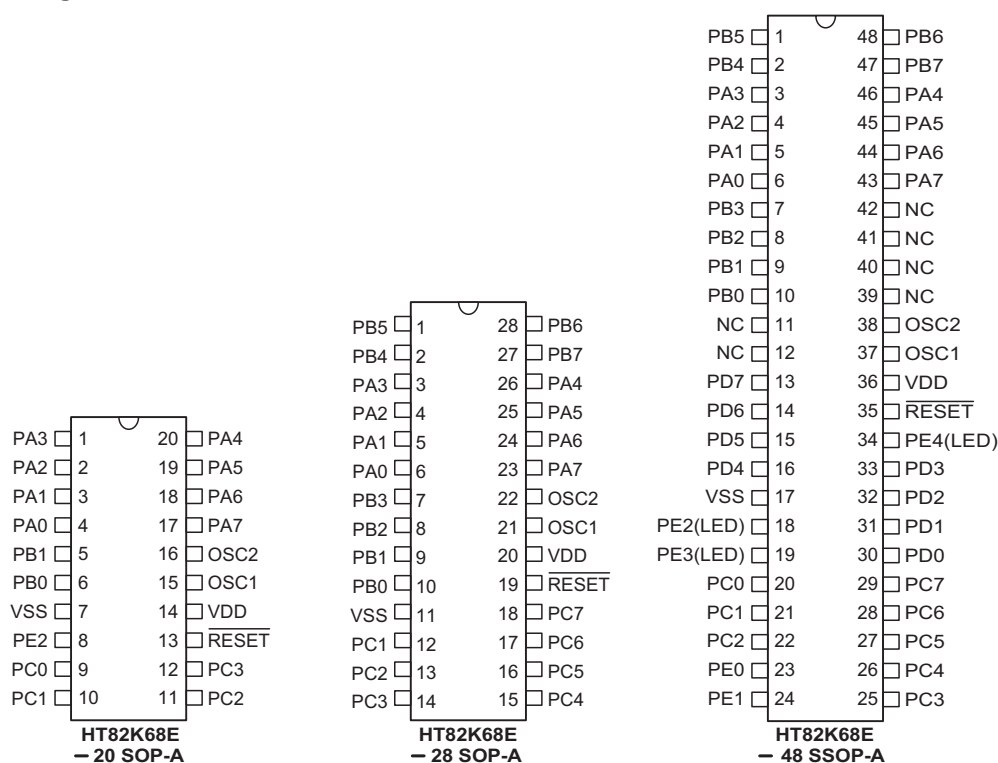 PB5 1 48 PB6
PB4 2 47 PB7
PA3 3 46 PA4
PA2 4 45 PA5
PA1 5 44 PA6
PA0 6 43 PA7
PB3 7 42 NC
PB2 8 41 NC
PB1 9 40 NC
PB0 10 39 NC
NC 11 38 OSC2
NC 12 37 OSC1
PD7 13 36 VDD
PD6 14 35 RESET
PD5 15 34 PE4(LED)
PD4 16 33 PD3
VSS 17 32 PD2
PE2(LED) 18 31 PD1
PE3(LED) 19 30 PD0
PC0 20 29 PC7
PC1 21 28 PC6
PC2 22 27 PC5
PE0 23 26 PC4
PE1 24 25 PC3
HT82K68E
– 48 SSOP-A
PB5 1 28 PB6
PB4 2 27 PB7
PA3 3 26 PA4
PA2 4 25 PA5
PA1 5 24 PA6
PA0 6 23 PA7
PB3 7 22 OSC2
PB2 8 21 OSC1
PB1 9 20 VDD
PB0 10 19 RESET
VSS 11 18 PC7
PC1 12 17 PC6
PC2 13 16 PC5
PC3 14 15 PC4
HT82K68E
– 28 SOP-A
PA3 1 20 PA4
PA2 2 19 PA5
PA1 3 18 PA6
PA0 4 17 PA7
PB1 5 16 OSC2
PB0 6 15 OSC1
VSS 7 14 VDD
PE2 8 13 RESET
PC0 9 12 PC3
PC1 10 11 PC2
HT82K68E
– 20 SOP-A